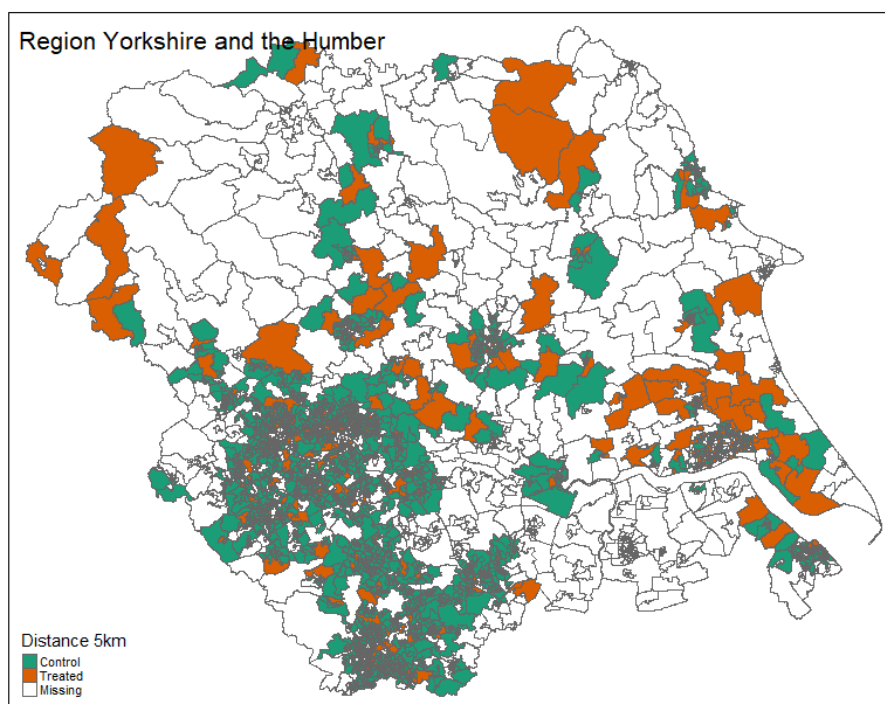 Region Yorkshire and the Humber
Distance 5km
Control
Treated
Missing